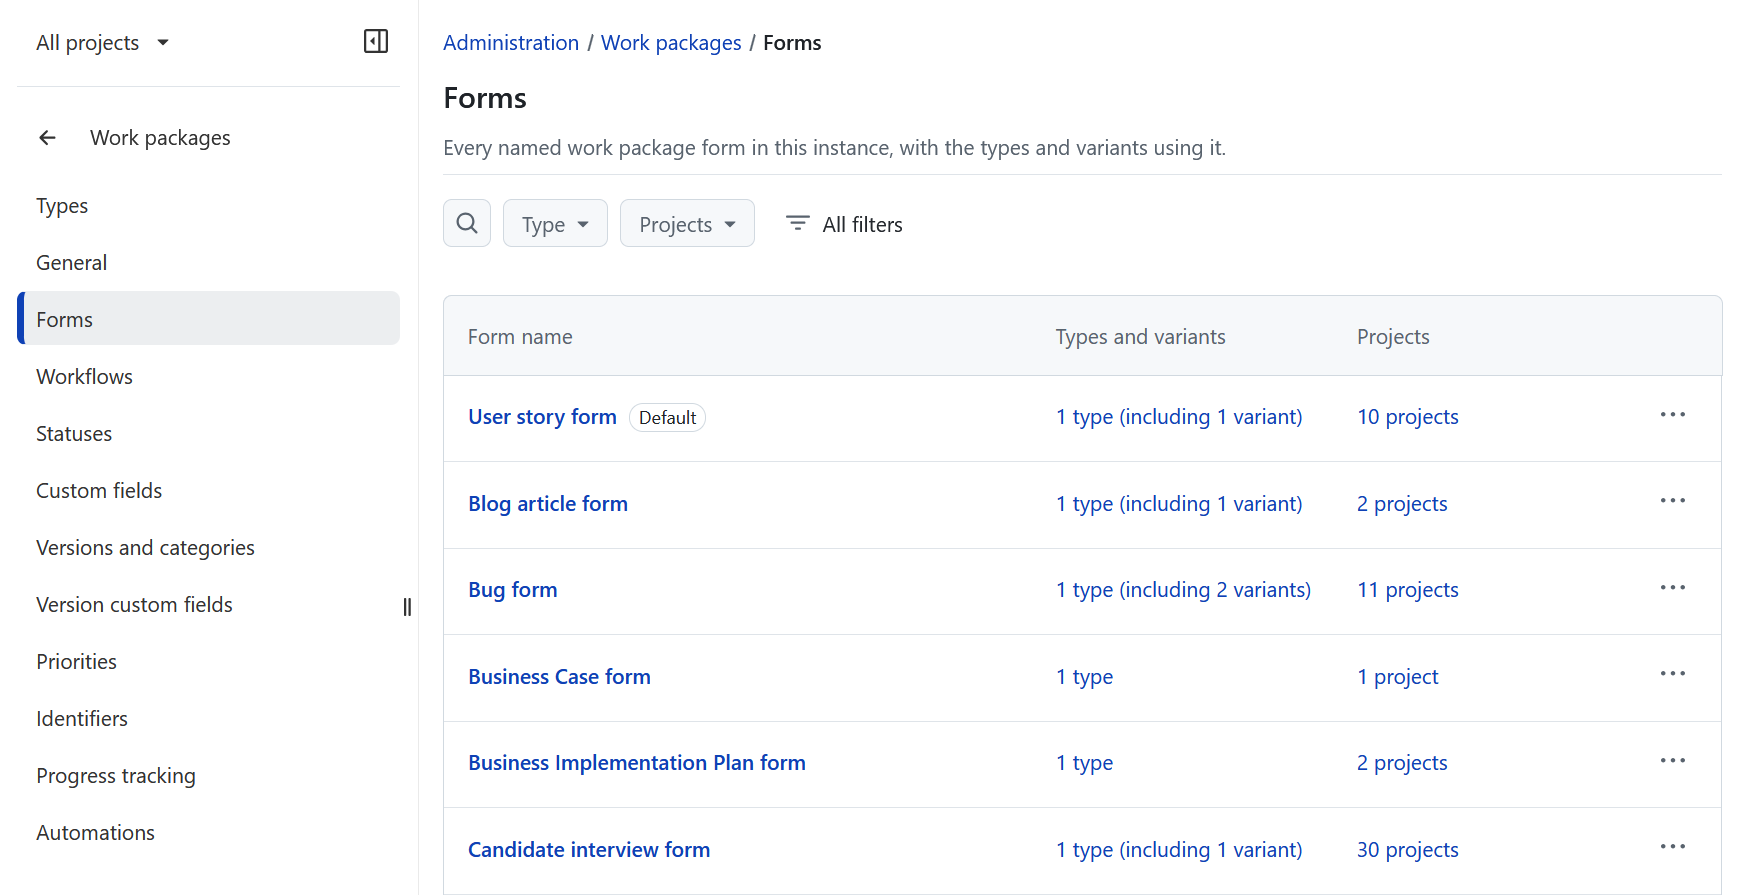 All projects
Work packages
Types
General
Forms
Workflows
Statuses
Custom fields
Versions and categories
Version custom fields
Priorities
Identifiers
Progress tracking
Automations
Administration / Work packages / Forms
Forms
Every named work package form in this instance, with the types and variants using it.
Type Projects All filters
Form name Types and variants Projects
User story form Default 1 type (including 1 variant) 10 projects
Blog article form 1 type (including 1 variant) 2 projects
Bug form 1 type (including 2 variants) 11 projects
Business Case form 1 type 1 project
Business Implementation Plan form 1 type 2 projects
Candidate interview form 1 type (including 1 variant) 30 projects